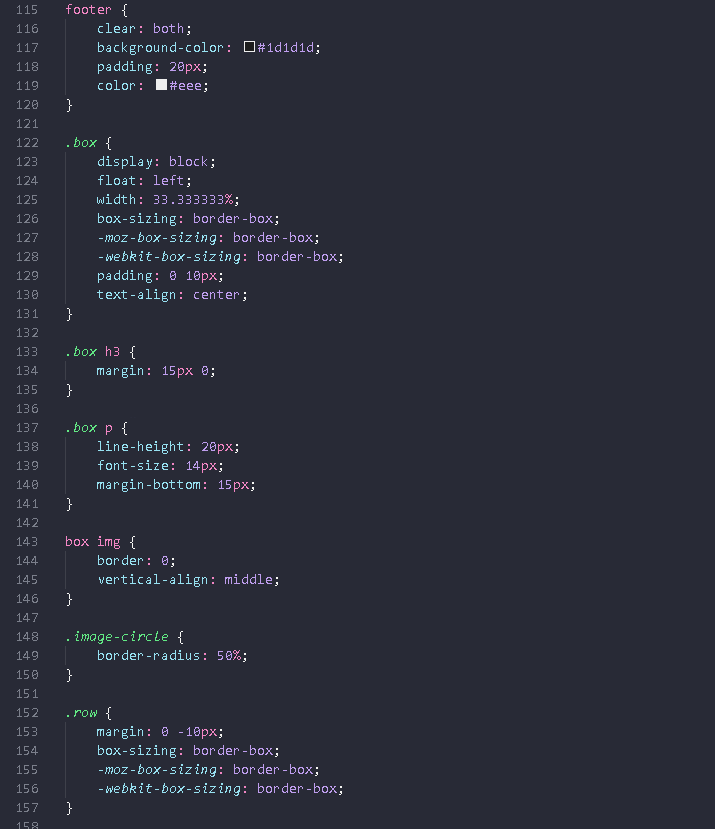 115 footer {
116     clear: both;
117     background-color: #1d1d1d;
118     padding: 20px;
119     color: #eee;
120 }
121
122 .box {
123     display: block;
124     float: left;
125     width: 33.333333%;
126     box-sizing: border-box;
127     -moz-box-sizing: border-box;
128     -webkit-box-sizing: border-box;
129     padding: 0 10px;
130     text-align: center;
131 }
132
133 .box h3 {
134     margin: 15px 0;
135 }
136
137 .box p {
138     line-height: 20px;
139     font-size: 14px;
140     margin-bottom: 15px;
141 }
142
143 box img {
144     border: 0;
145     vertical-align: middle;
146 }
147
148 .image-circle {
149     border-radius: 50%;
150 }
151
152 .row {
153     margin: 0 -10px;
154     box-sizing: border-box;
155     -moz-box-sizing: border-box;
156     -webkit-box-sizing: border-box;
157 }
158